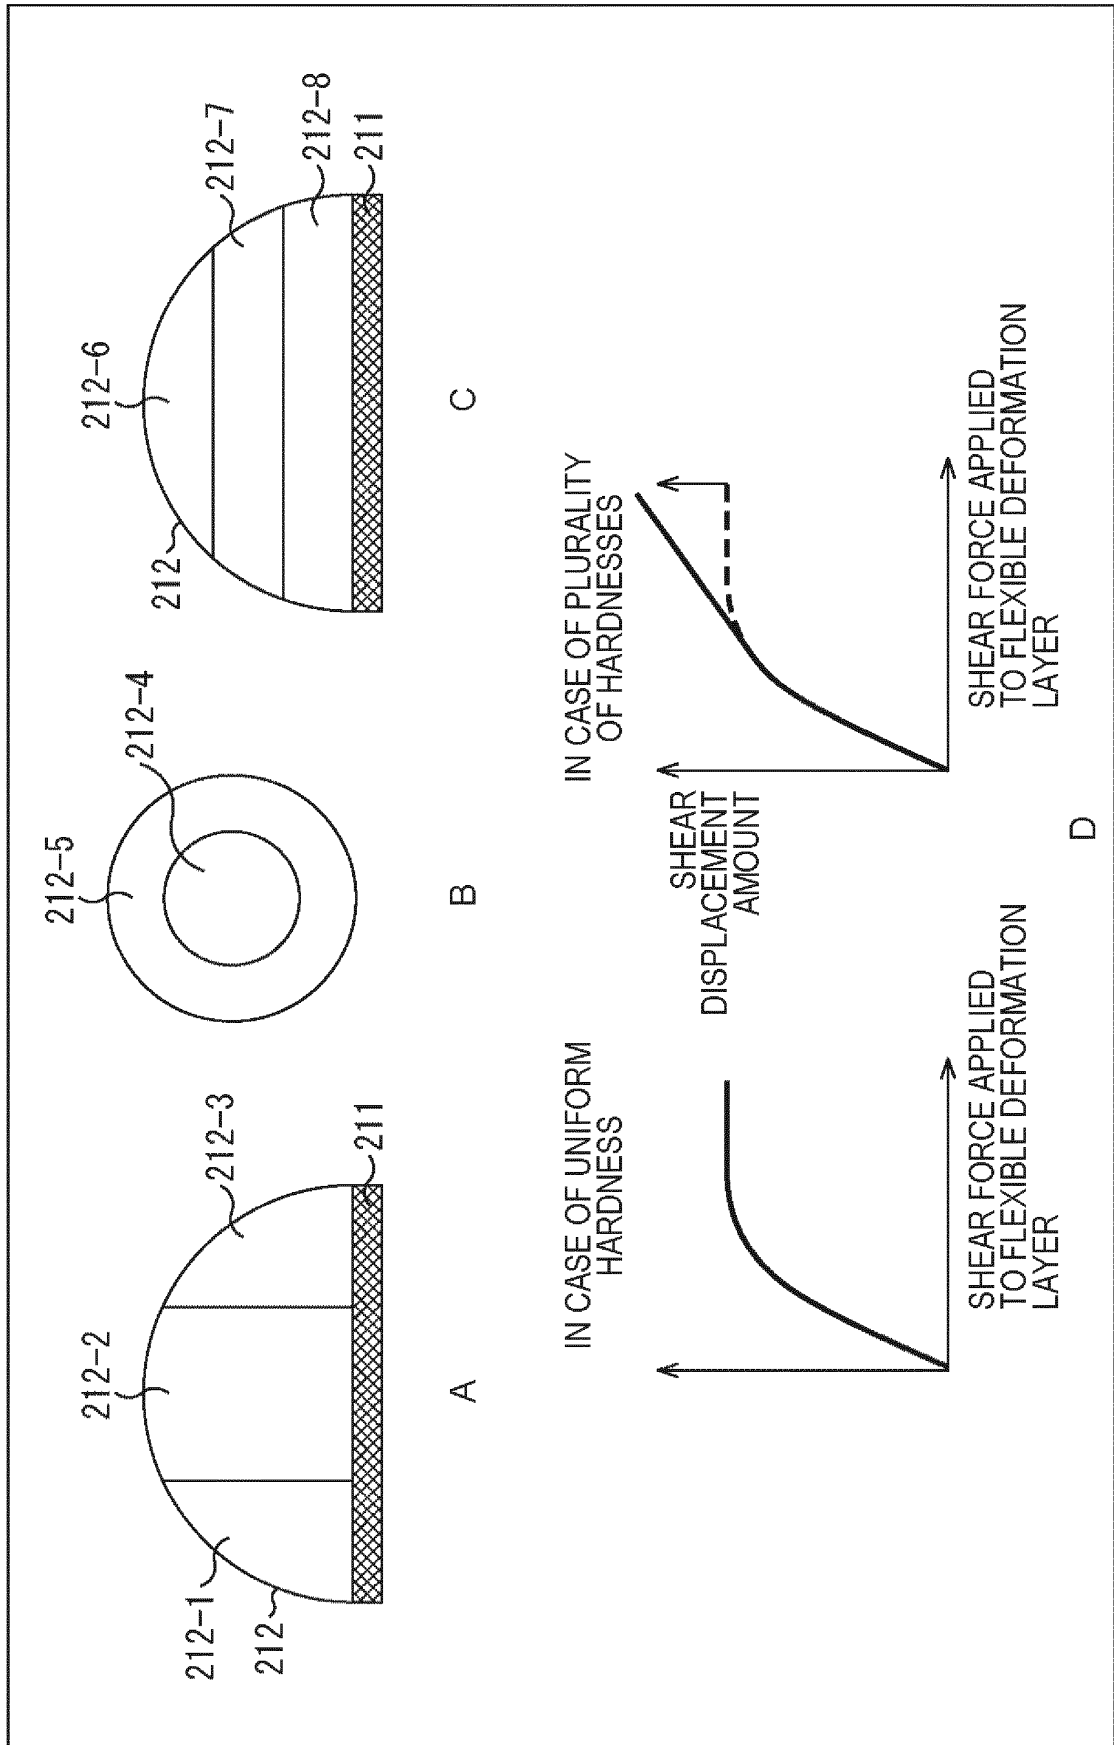 212-2
212-1
212-3
212
211
A
212-5
212-4
B
212-6
212
212-7
212-8
211
C
IN CASE OF UNIFORM
HARDNESS
SHEAR FORCE APPLIED
TO FLEXIBLE DEFORMATION
LAYER
IN CASE OF PLURALITY
OF HARDNESSES
SHEAR
DISPLACEMENT
AMOUNT
SHEAR FORCE APPLIED
TO FLEXIBLE DEFORMATION
LAYER
D